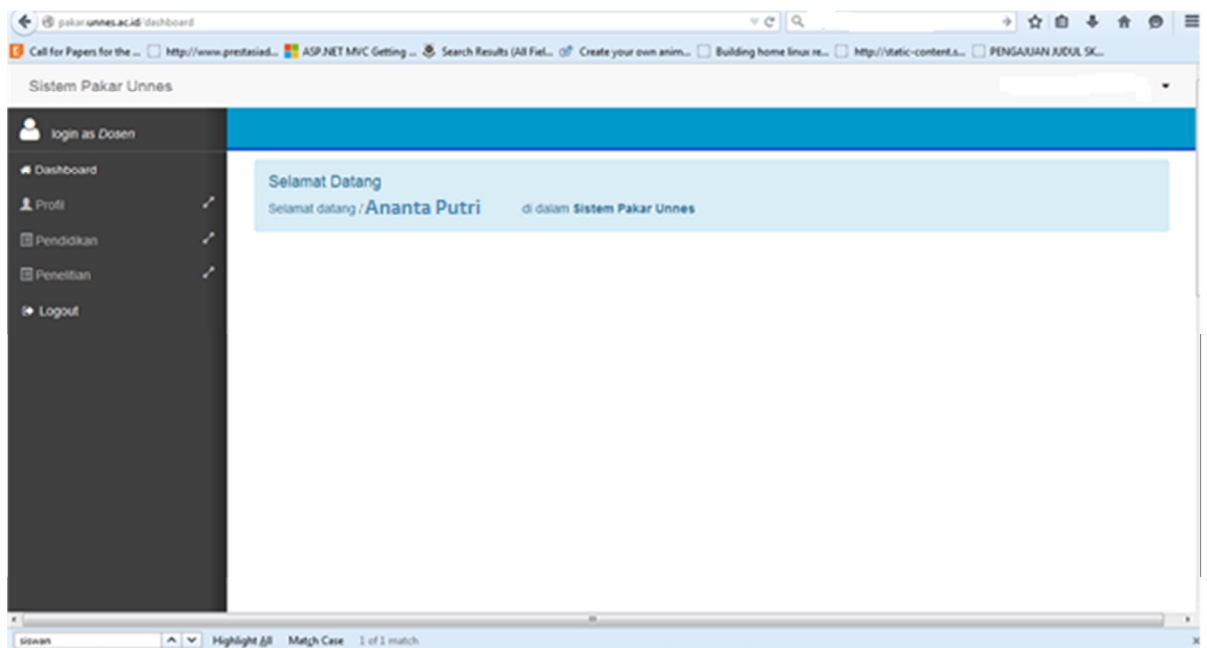 pakar.unnes.ac.id/dashboard
Call for Papers for the ... http://www.prestasiad... ASP.NET MVC Getting ... Search Results (All Fiel... Create your own anim... Building home linux re... http://static-content.s... PENGAJUAN JUDUL SK...
Sistem Pakar Unnes
login as Dosen
Dashboard
Profil
Pendidikan
Penelitian
Logout
Selamat Datang
Selamat datang / Ananta Putri di dalam Sistem Pakar Unnes
siswan Highlight All Match Case 1 of 1 match